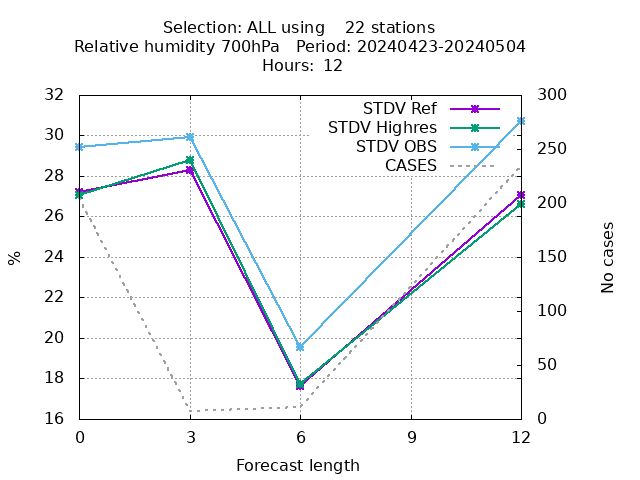 Selection: ALL using    22 stations
Relative humidity 700hPa   Period: 20240423-20240504
Hours:  12
32
30
28
26
24
22
20
18
16
300
250
200
150
100
50
0
STDV Ref
STDV Highres
STDV OBS
CASES
%
No cases
0 3 6 9 12
Forecast length